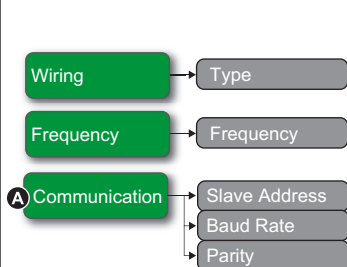 Wiring Type
Frequency Frequency
A Communication Slave Address
Baud Rate
Parity